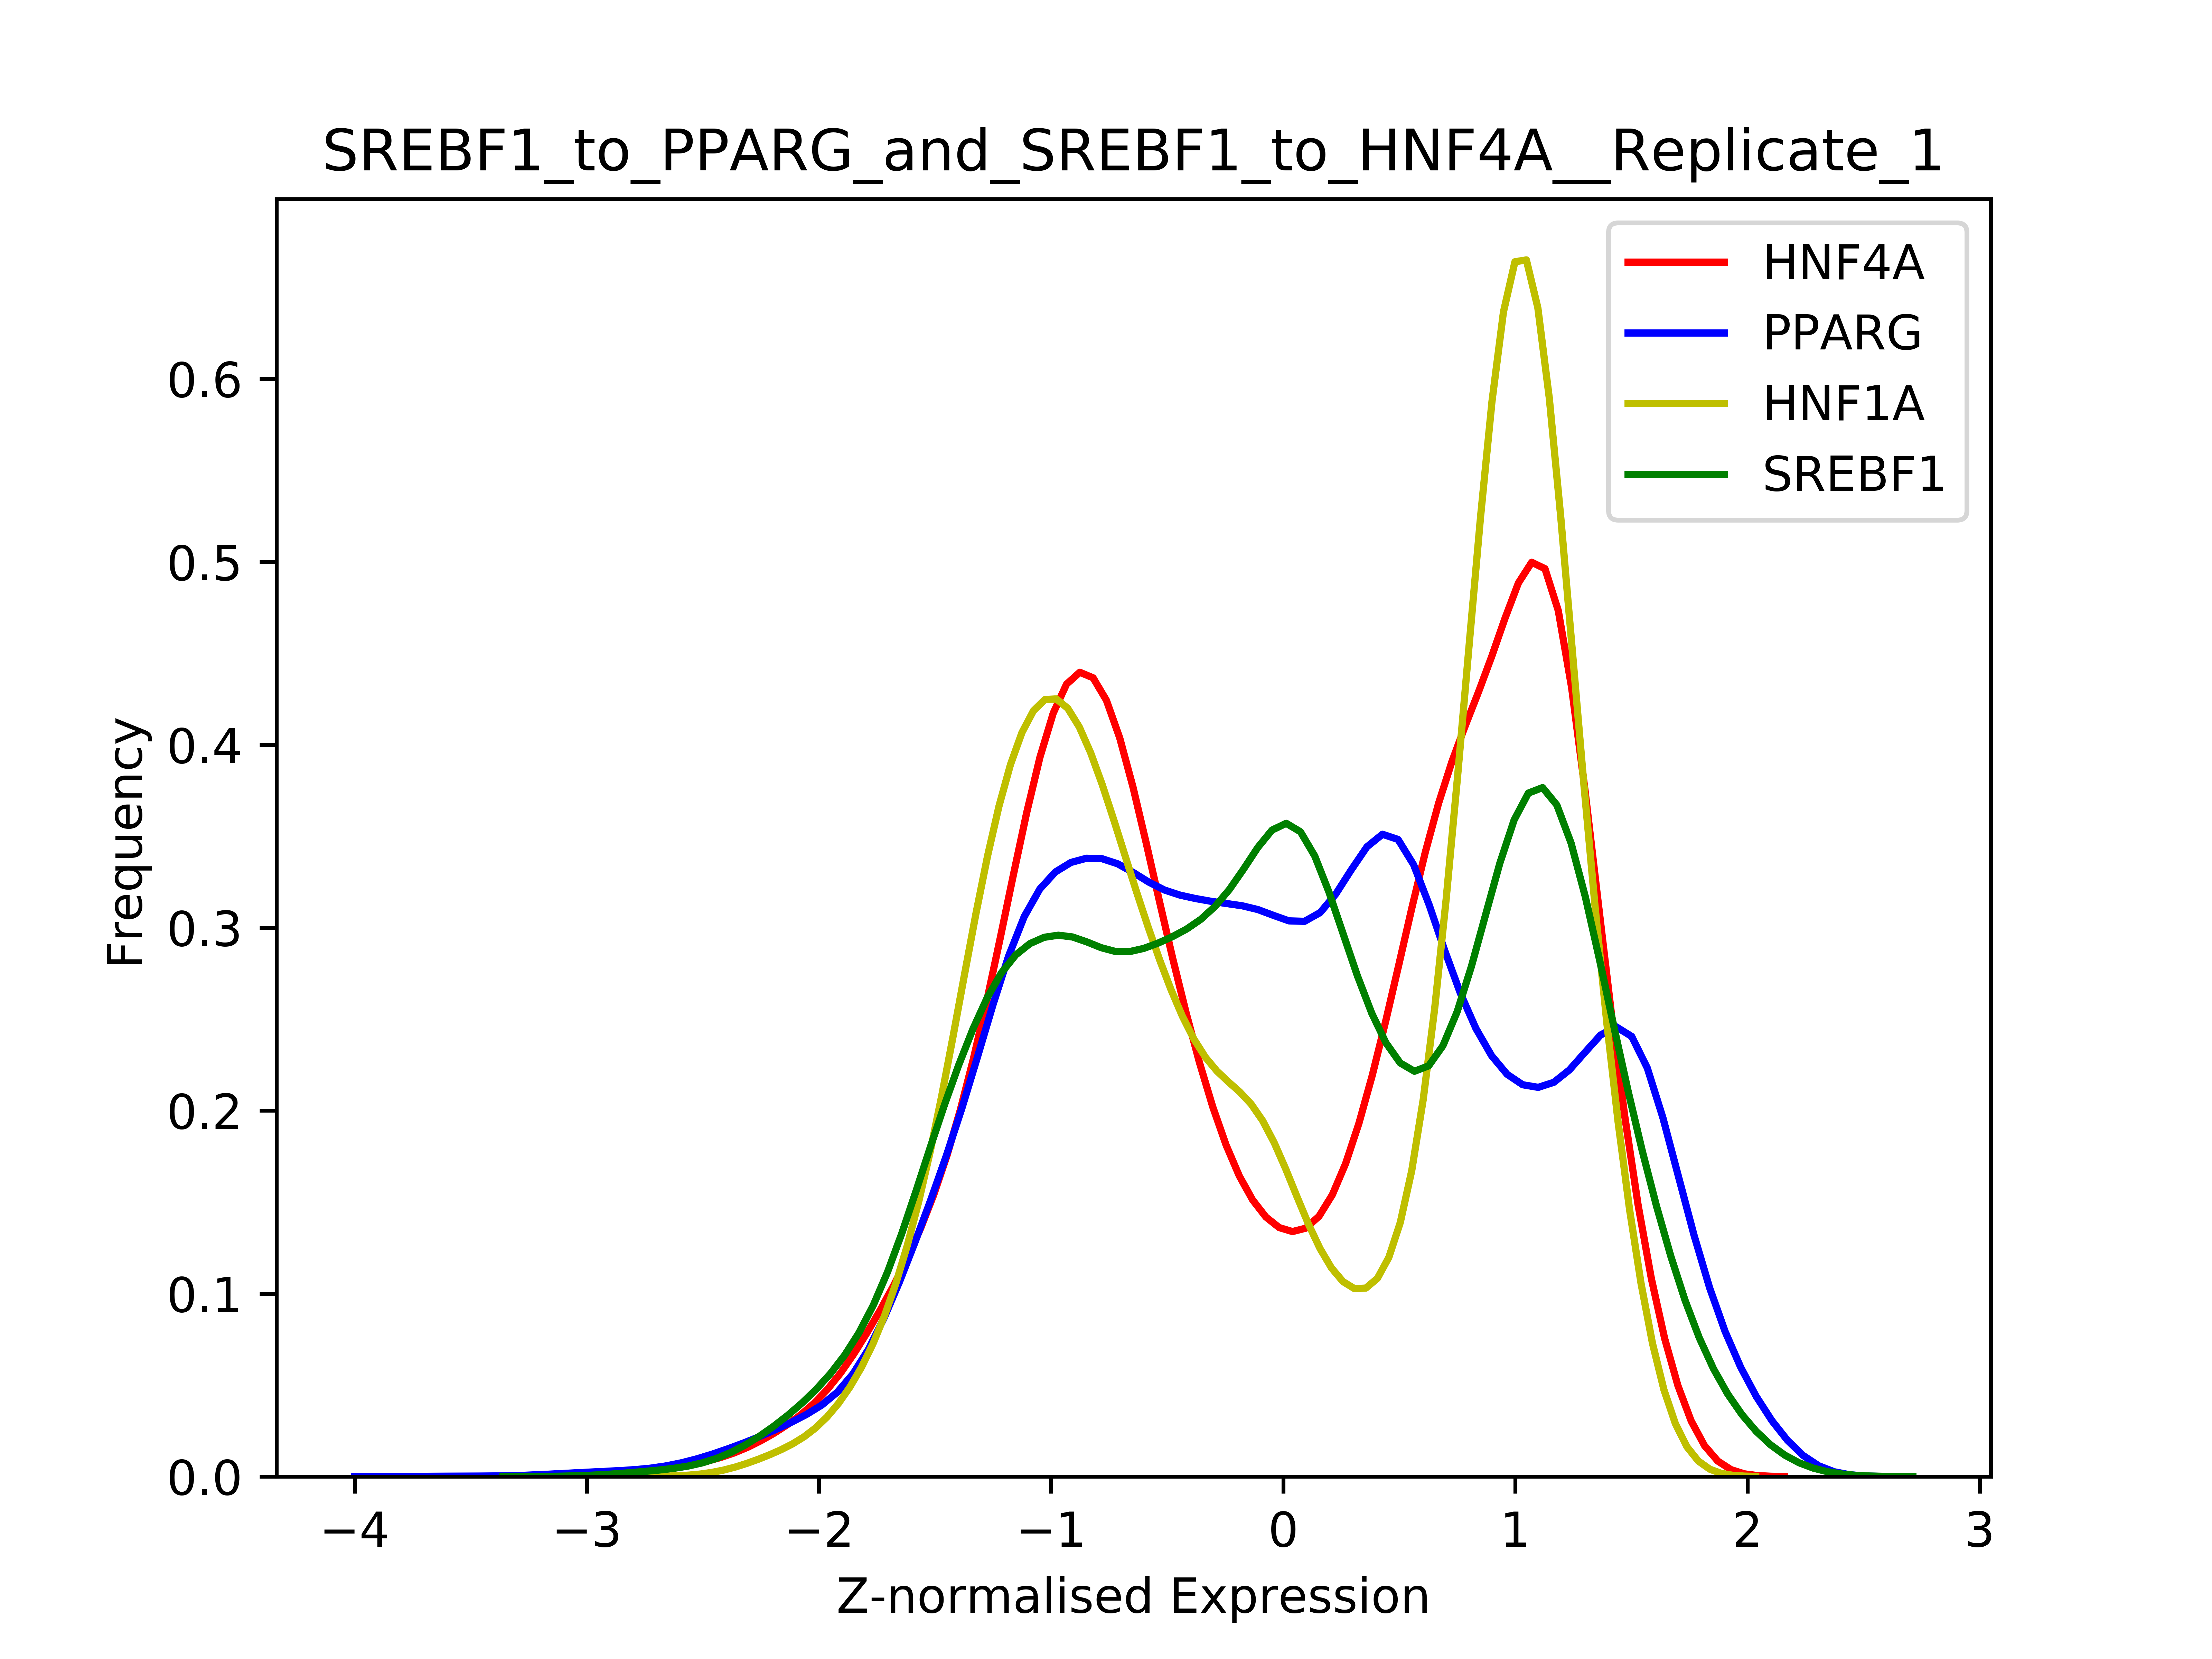 SREBF1_to_PPARG_and_SREBF1_to_HNF4A__Replicate_1
HNF4A
PPARG
HNF1A
SREBF1
Frequency
0.6
0.5
0.4
0.3
0.2
0.1
0.0
−4 −3 −2 −1 0 1 2 3
Z-normalised Expression